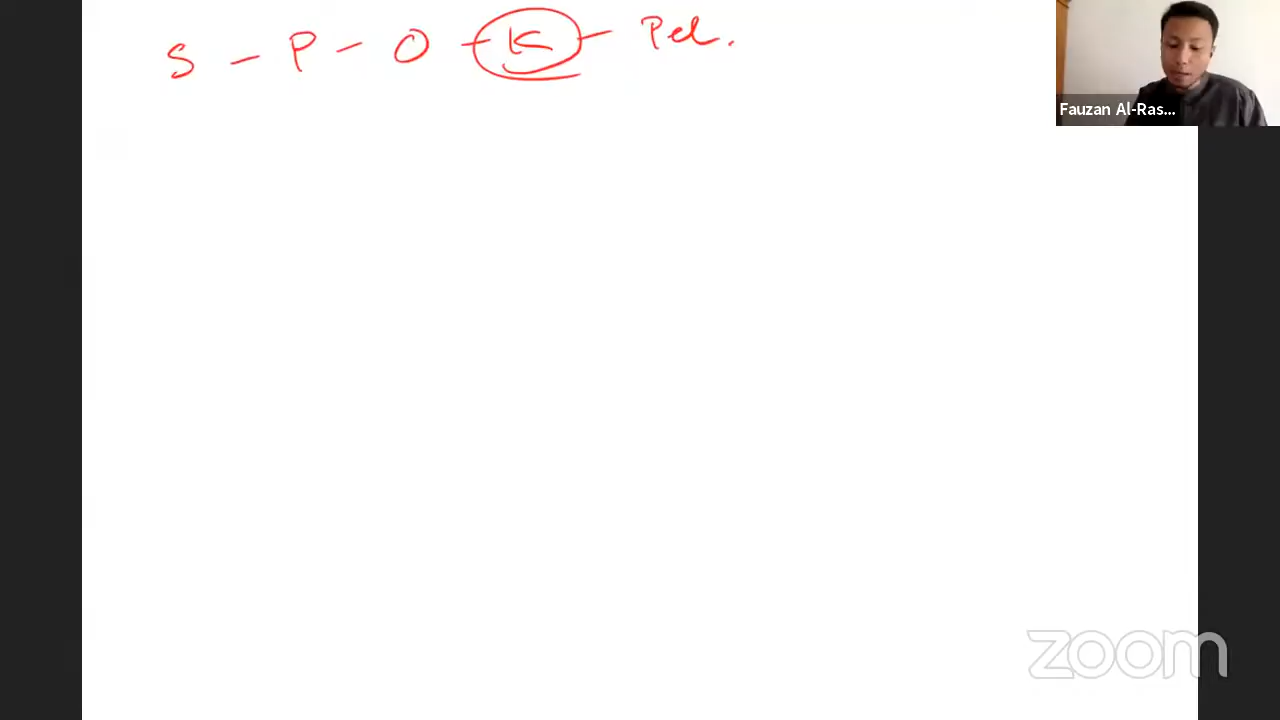 S - P - O - K - Pel.
Fauzan Al-Ras...
zoom